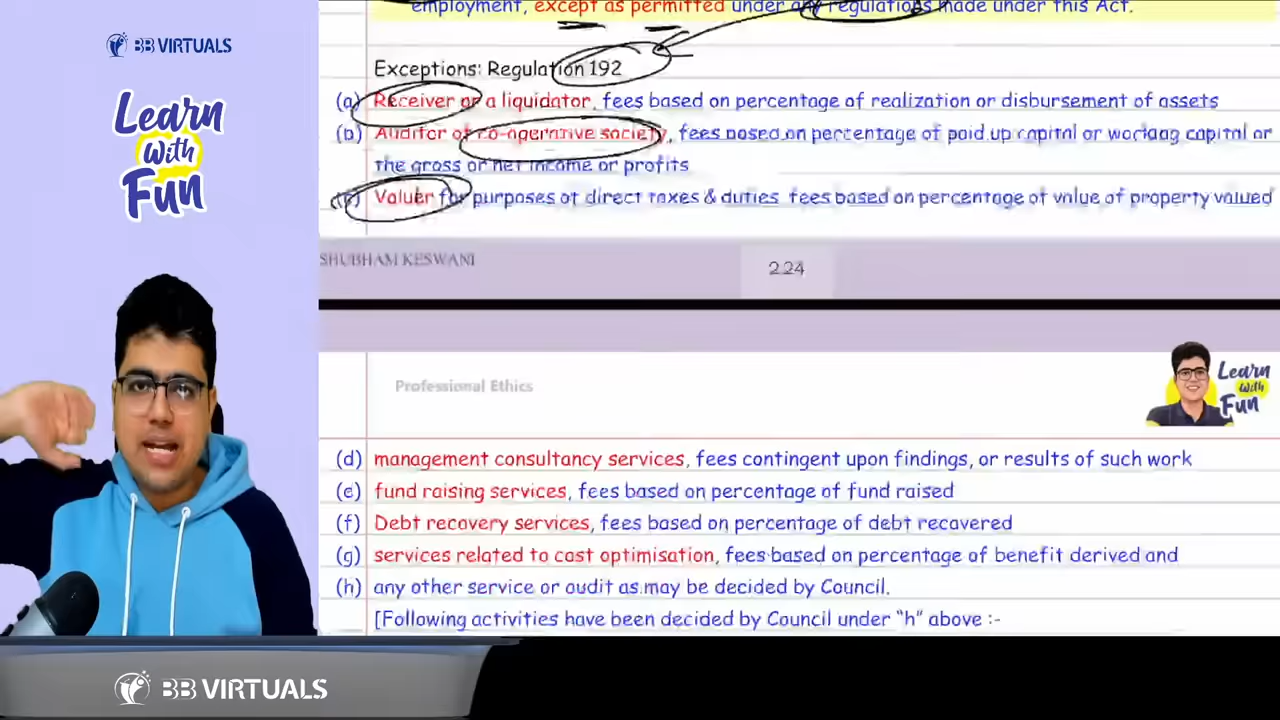 BB VIRTUALS
Learn
With
Fun
employment, except as permitted under any regulations made under this Act.
Exceptions: Regulation 192
(a) Receiver or a liquidator, fees based on percentage of realization or disbursement of assets
(b) Auditor of co-operative society, fees based on percentage of paid up capital or working capital or
the gross or net income or profits
(c) Valuer for purposes of direct taxes & duties fees based on percentage of value of property valued
SHUBHAM KESWANI
2.24
Professional Ethics
Learn
With
Fun
(d) management consultancy services, fees contingent upon findings, or results of such work
(e) fund raising services, fees based on percentage of fund raised
(f) Debt recovery services, fees based on percentage of debt recovered
(g) services related to cost optimisation, fees based on percentage of benefit derived and
(h) any other service or audit as may be decided by Council.
[Following activities have been decided by Council under "h" above :-
BB VIRTUALS